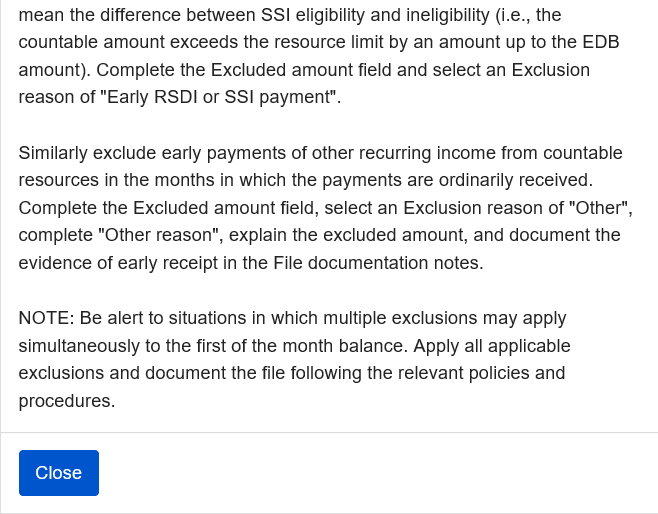 mean the difference between SSI eligibility and ineligibility (i.e., the
countable amount exceeds the resource limit by an amount up to the EDB
amount). Complete the Excluded amount field and select an Exclusion
reason of "Early RSDI or SSI payment".
Similarly exclude early payments of other recurring income from countable
resources in the months in which the payments are ordinarily received.
Complete the Excluded amount field, select an Exclusion reason of "Other",
complete "Other reason", explain the excluded amount, and document the
evidence of early receipt in the File documentation notes.
NOTE: Be alert to situations in which multiple exclusions may apply
simultaneously to the first of the month balance. Apply all applicable
exclusions and document the file following the relevant policies and
procedures.
Close